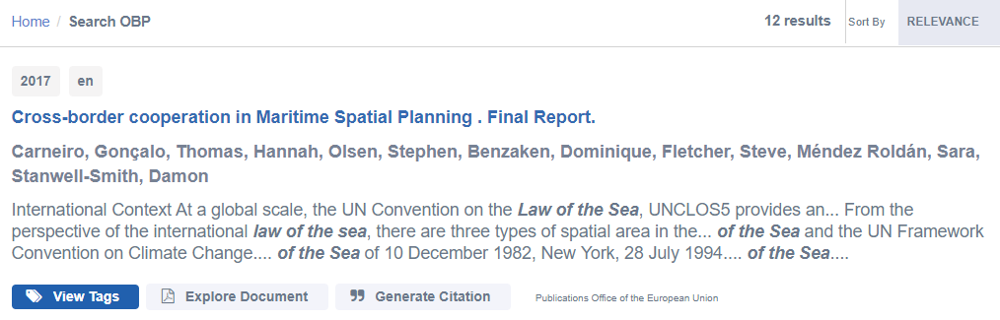 Home / Search OBP 12 results Sort By RELEVANCE
2017 en
Cross-border cooperation in Maritime Spatial Planning . Final Report.
Carneiro, Gonçalo, Thomas, Hannah, Olsen, Stephen, Benzaken, Dominique, Fletcher, Steve, Méndez Roldán, Sara,
Stanwell-Smith, Damon
International Context At a global scale, the UN Convention on the Law of the Sea, UNCLOS5 provides an... From the
perspective of the international law of the sea, there are three types of spatial area in the... of the Sea and the UN Framework
Convention on Climate Change.... of the Sea of 10 December 1982, New York, 28 July 1994.... of the Sea....
View Tags Explore Document Generate Citation Publications Office of the European Union